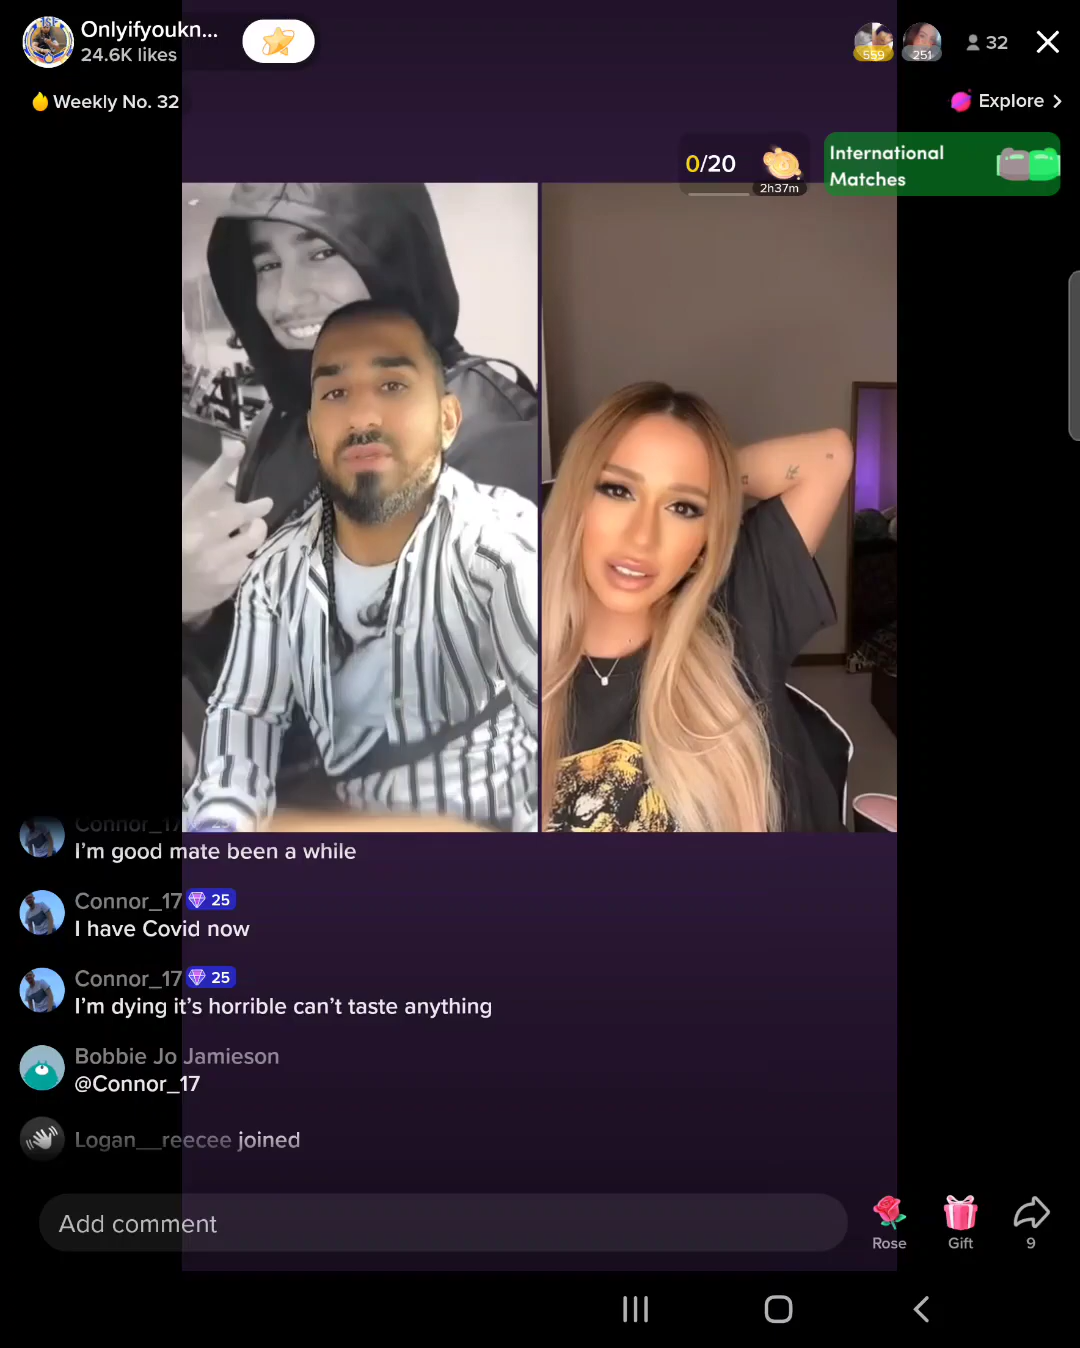 Onlyifyoukn...
24.6K likes
559
251
32
Weekly No. 32
Explore
0/20
2h37m
International
Matches
Connor_17
I'm good mate been a while
Connor_17 25
I have Covid now
Connor_17 25
I'm dying it's horrible can't taste anything
Bobbie Jo Jamieson
@Connor_17
Logan__reecee joined
Add comment
Rose
Gift
9